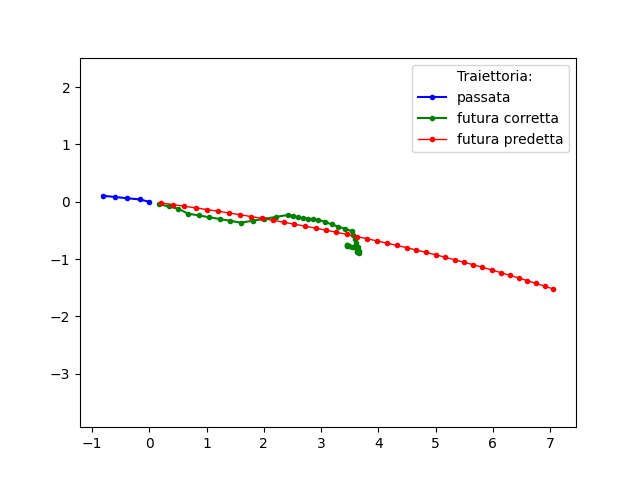 Traiettoria:
passata
futura corretta
futura predetta
2
1
0
−1
−2
−3
−1 0 1 2 3 4 5 6 7